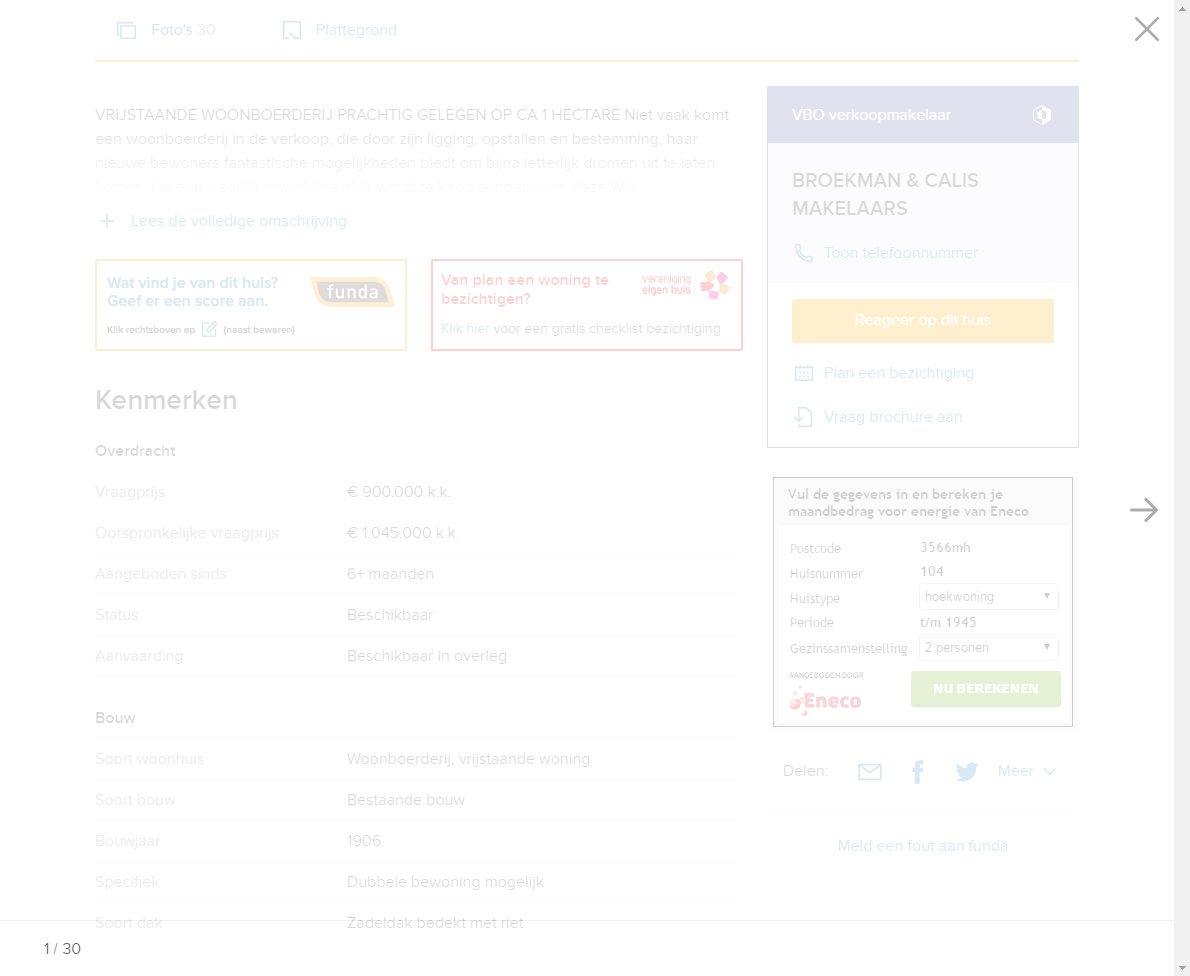 Foto's 30
Plattegrond
VRIJSTAANDE WOONBOERDERIJ PRACHTIG GELEGEN OP CA 1 HECTARE Niet vaak komt
een woonboerderij in de verkoop, die door zijn ligging, opstallen en bestemming, haar
nieuwe bewoners fantastische mogelijkheden biedt om bijna letterlijk dromen uit te laten
Lees de volledige omschrijving
Wat vind je van dit huis?
Geef er een score aan.
funda
Klik rechtsboven op (naast bewaren)
Van plan een woning te
bezichtigen?
vereniging
eigen huis
Klik hier voor een gratis checklist bezichtiging
Kenmerken
Overdracht
Vraagprijs € 900.000 k.k.
Oorspronkelijke vraagprijs € 1.045.000 k.k.
Aangeboden sinds 6+ maanden
Status Beschikbaar
Aanvaarding Beschikbaar in overleg
Bouw
Soort woonhuis Woonboerderij, vrijstaande woning
Soort bouw Bestaande bouw
Bouwjaar 1906
Specifiek Dubbele bewoning mogelijk
Soort dak Zadeldak bedekt met riet
VBO verkoopmakelaar
BROEKMAN & CALIS
MAKELAARS
Toon telefoonnummer
Reageer op dit huis
Plan een bezichtiging
Vraag brochure aan
Vul de gegevens in en bereken je
maandbedrag voor energie van Eneco
Postcode 3566mh
Huisnummer 104
Huistype hoekwoning
Periode t/m 1945
Gezinssamenstelling 2 personen
AANGEBODEN DOOR
Eneco
NU BEREKENEN
Delen: Meer
Meld een fout aan funda
1 / 30